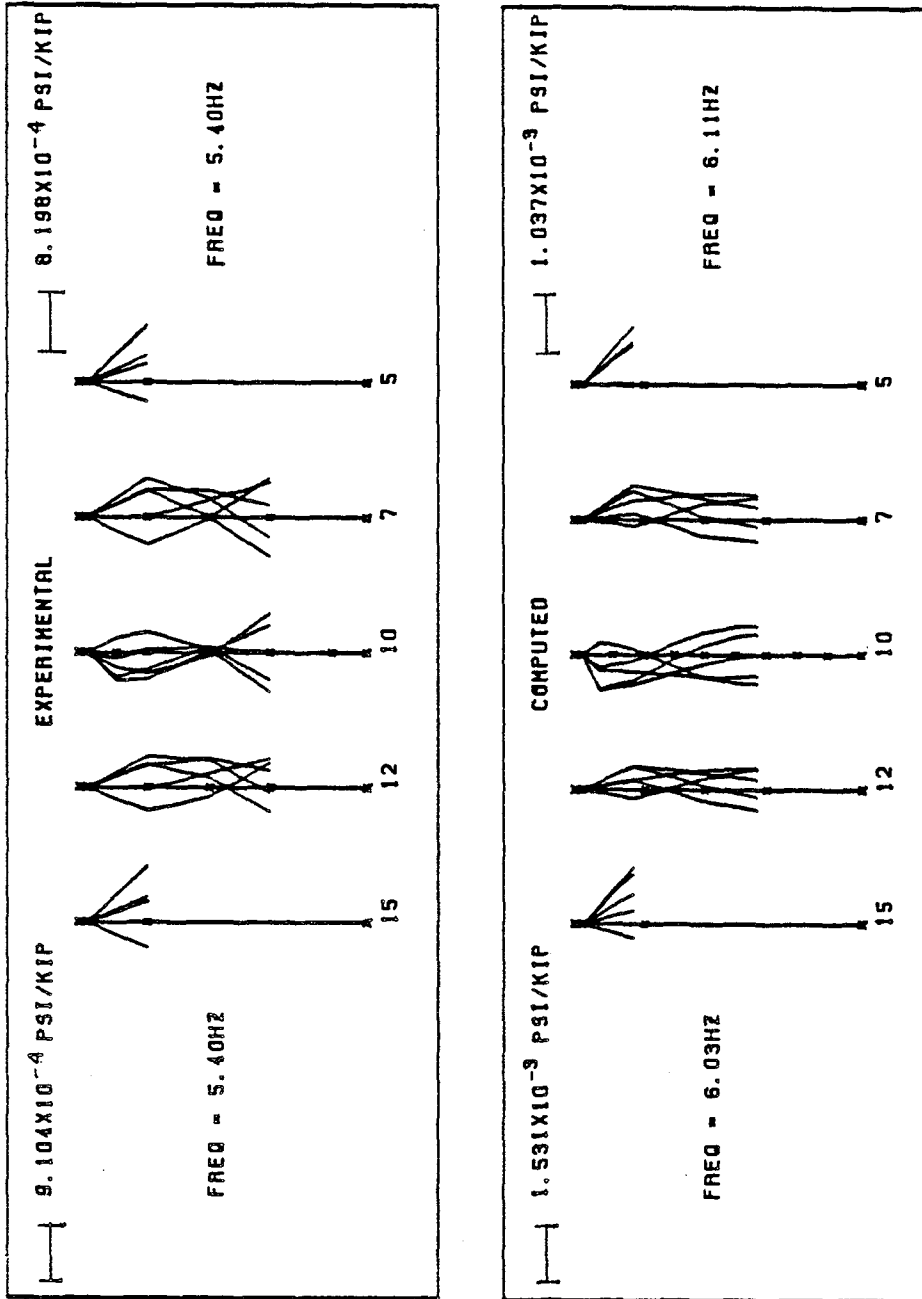 9.104X10⁻⁴ PSI/KIP
EXPERIMENTAL
8.198X10⁻⁴ PSI/KIP
FREQ = 5.40HZ
FREQ = 5.40HZ
15 12 10 7 5
1.531X10⁻³ PSI/KIP
COMPUTED
1.037X10⁻³ PSI/KIP
FREQ = 6.03HZ
FREQ = 6.11HZ
15 12 10 7 5